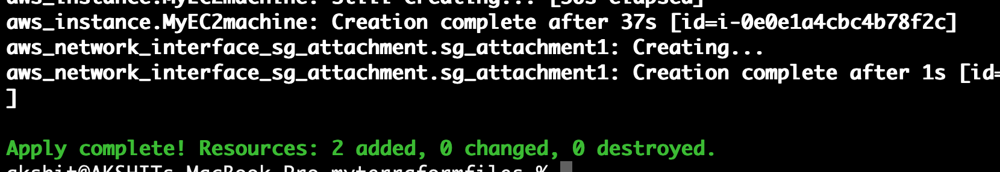 aws_instance.MyEC2machine: Still creating... [30s elapsed]
aws_instance.MyEC2machine: Creation complete after 37s [id=i-0e0e1a4cbc4b78f2c]
aws_network_interface_sg_attachment.sg_attachment1: Creating...
aws_network_interface_sg_attachment.sg_attachment1: Creation complete after 1s [id=
]
Apply complete! Resources: 2 added, 0 changed, 0 destroyed.
akshit@AKSHITs-MacBook-Pro myterraformfiles %